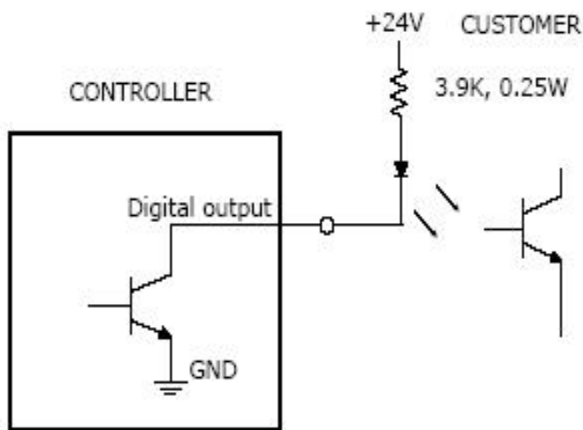 +24V CUSTOMER
3.9K, 0.25W
CONTROLLER
Digital output
GND